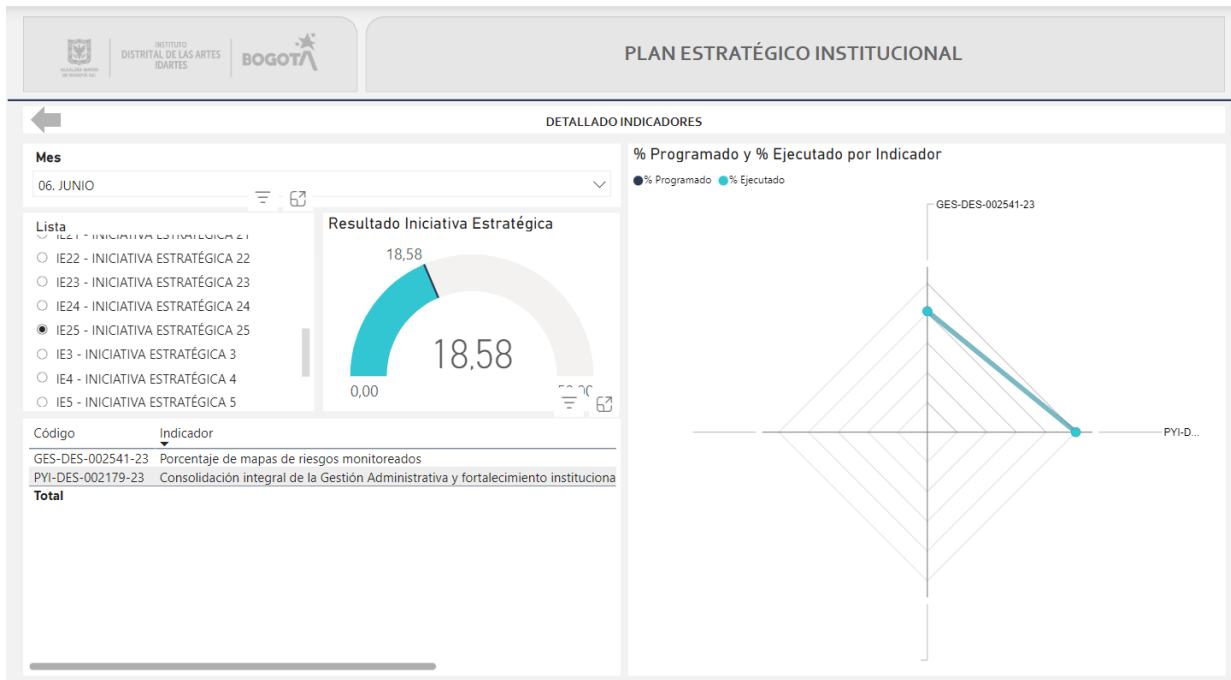 INSTITUTO
DISTRITAL DE LAS ARTES
IDARTES
BOGOTÁ
PLAN ESTRATÉGICO INSTITUCIONAL
DETALLADO INDICADORES
Mes
06. JUNIO
Lista
IE21 - INICIATIVA ESTRATÉGICA 21
IE22 - INICIATIVA ESTRATÉGICA 22
IE23 - INICIATIVA ESTRATÉGICA 23
IE24 - INICIATIVA ESTRATÉGICA 24
IE25 - INICIATIVA ESTRATÉGICA 25
IE3 - INICIATIVA ESTRATÉGICA 3
IE4 - INICIATIVA ESTRATÉGICA 4
IE5 - INICIATIVA ESTRATÉGICA 5
Resultado Iniciativa Estratégica
18,58
18,58
0,00
Código Indicador
GES-DES-002541-23 Porcentaje de mapas de riesgos monitoreados
PYI-DES-002179-23 Consolidación integral de la Gestión Administrativa y fortalecimiento instituciona
Total
% Programado y % Ejecutado por Indicador
% Programado % Ejecutado
GES-DES-002541-23
PYI-D...